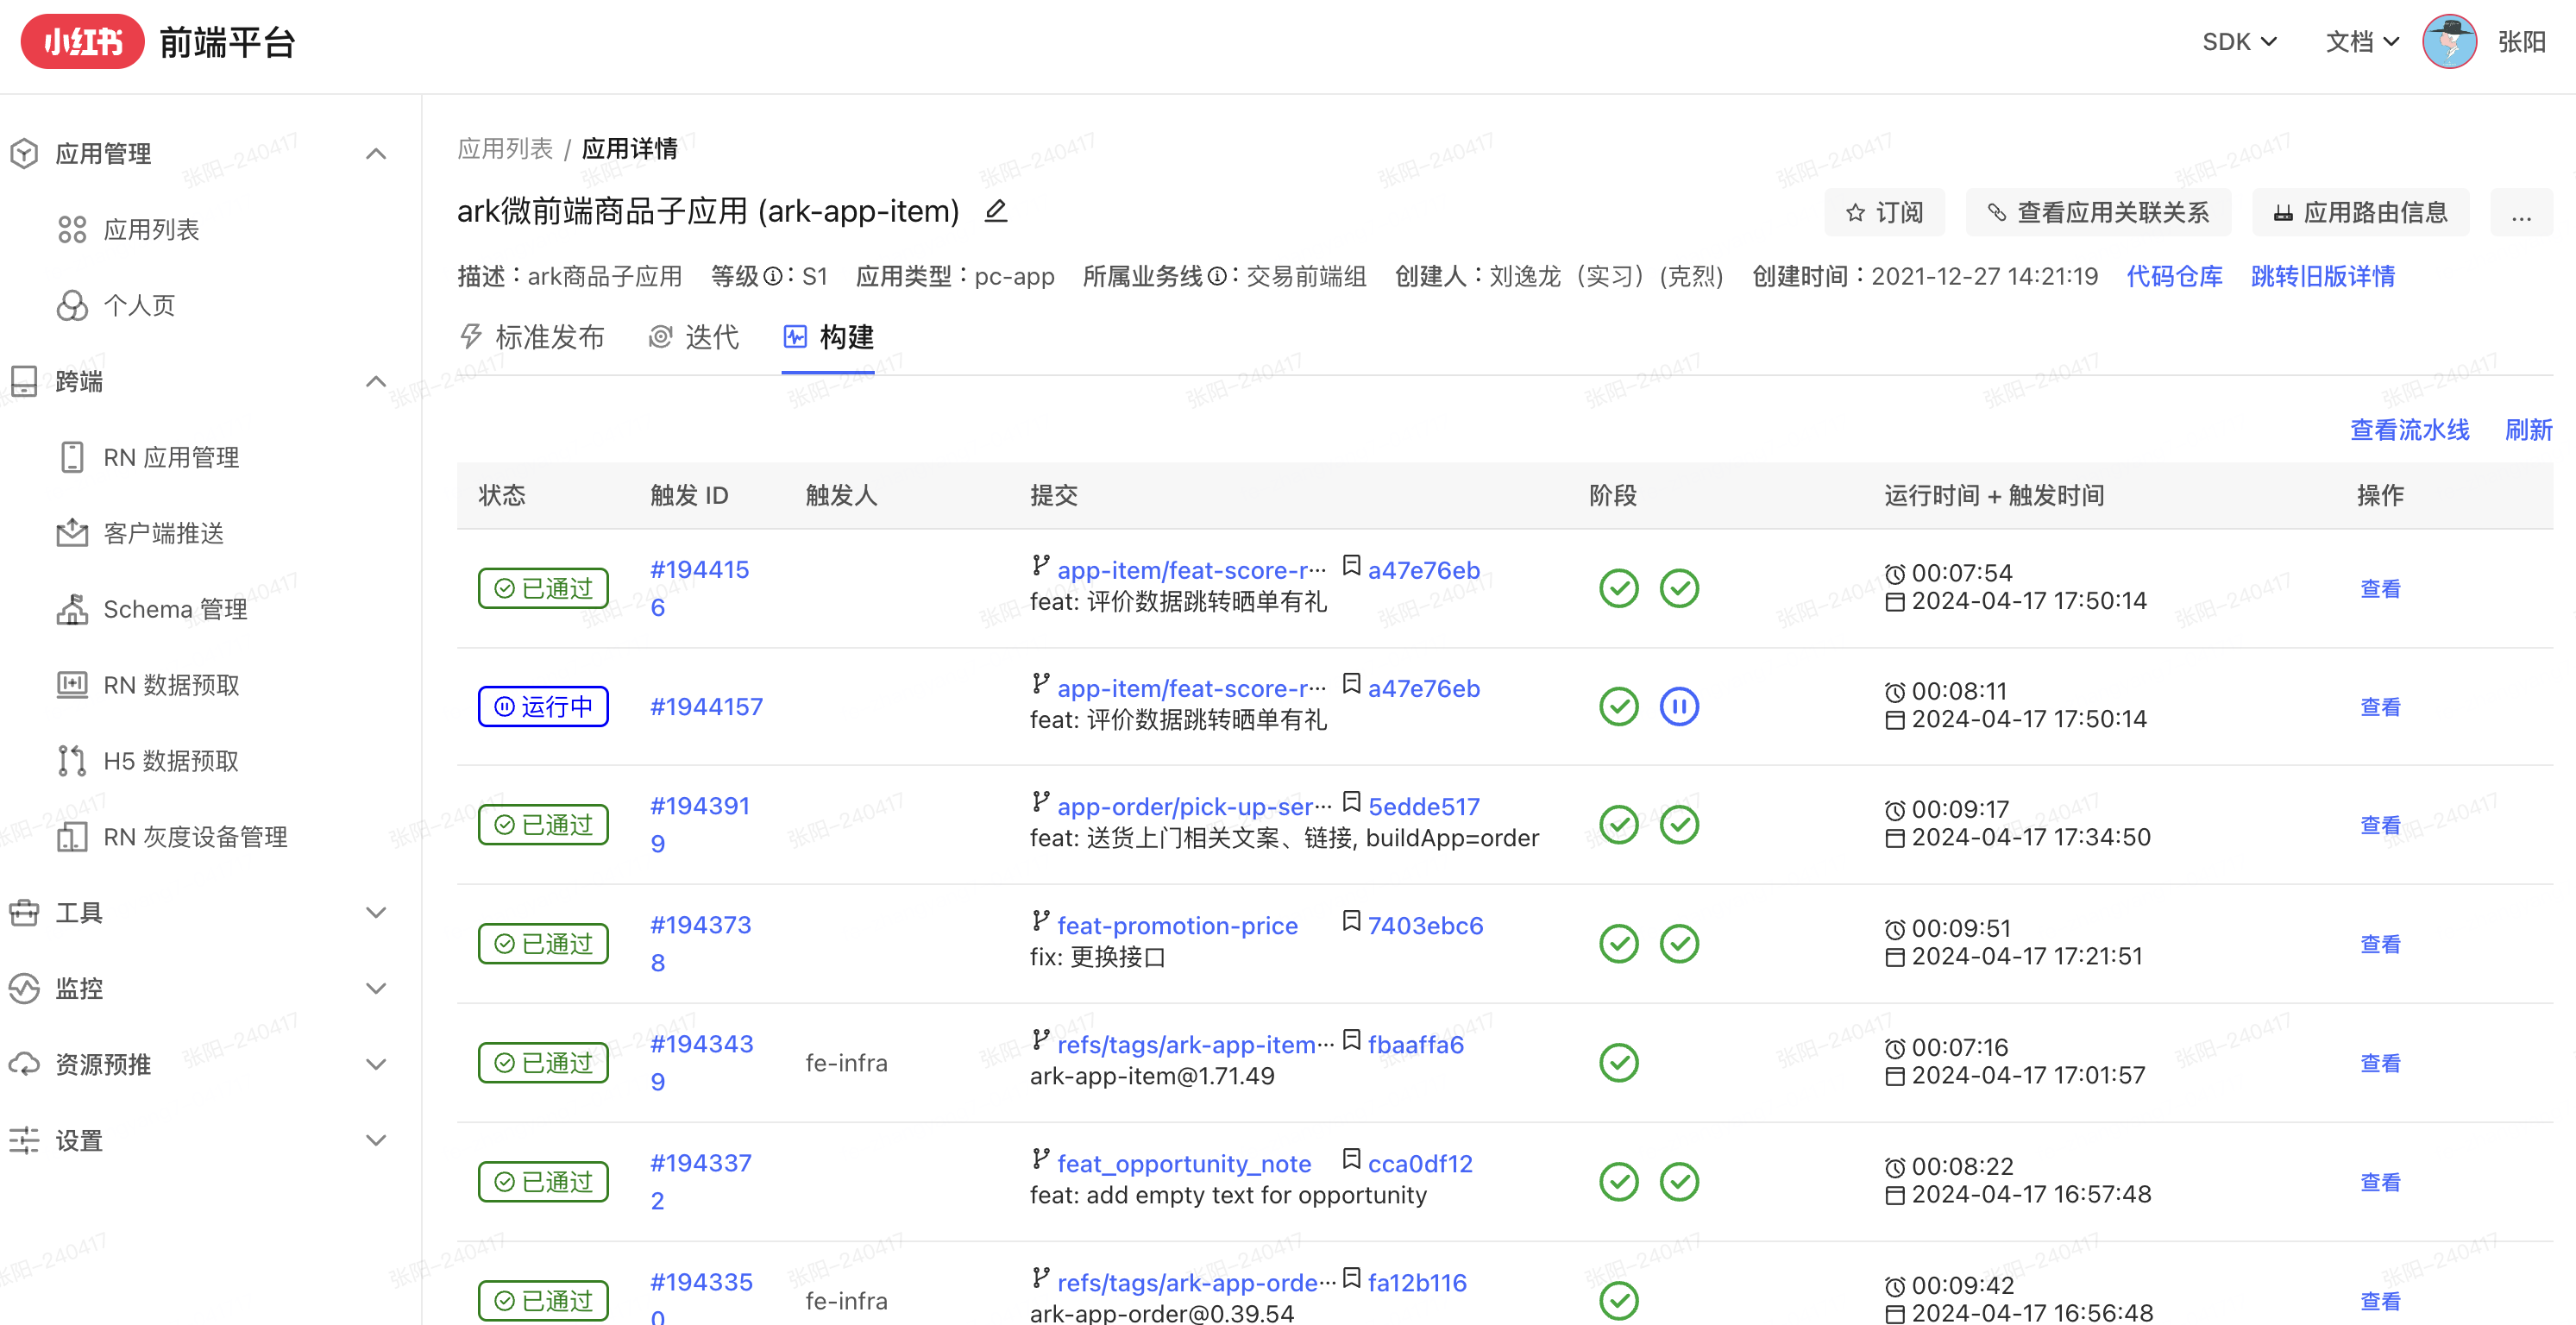 小红书 前端平台
SDK 文档 张阳
应用管理
应用列表
个人页
跨端
RN 应用管理
客户端推送
Schema 管理
RN 数据预取
H5 数据预取
RN 灰度设备管理
工具
监控
资源预推
设置
应用列表 / 应用详情
ark微前端商品子应用 (ark-app-item)
订阅 查看应用关联关系 应用路由信息 ...
描述：ark商品子应用 等级：S1 应用类型：pc-app 所属业务线：交易前端组 创建人：刘逸龙（实习）(克烈) 创建时间：2021-12-27 14:21:19 代码仓库 跳转旧版详情
标准发布 迭代 构建
查看流水线 刷新
状态 触发 ID 触发人 提交 阶段 运行时间 + 触发时间 操作
已通过 #1944156 app-item/feat-score-r··· a47e76eb 00:07:54 查看
feat: 评价数据跳转晒单有礼 2024-04-17 17:50:14
运行中 #1944157 app-item/feat-score-r··· a47e76eb 00:08:11 查看
feat: 评价数据跳转晒单有礼 2024-04-17 17:50:14
已通过 #1943919 app-order/pick-up-ser··· 5edde517 00:09:17 查看
feat: 送货上门相关文案、链接, buildApp=order 2024-04-17 17:34:50
已通过 #1943738 feat-promotion-price 7403ebc6 00:09:51 查看
fix: 更换接口 2024-04-17 17:21:51
已通过 #1943439 fe-infra refs/tags/ark-app-item··· fbaaffa6 00:07:16 查看
ark-app-item@1.71.49 2024-04-17 17:01:57
已通过 #1943372 feat_opportunity_note cca0df12 00:08:22 查看
feat: add empty text for opportunity 2024-04-17 16:57:48
已通过 #1943350 fe-infra refs/tags/ark-app-orde··· fa12b116 00:09:42 查看
ark-app-order@0.39.54 2024-04-17 16:56:48
张阳-240417